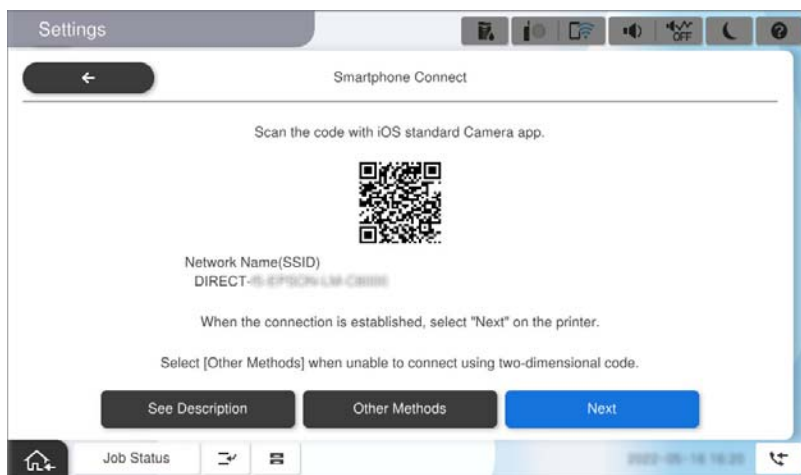 Settings
OFF
Smartphone Connect
Scan the code with iOS standard Camera app.
Network Name(SSID)
DIRECT-
When the connection is established, select "Next" on the printer.
Select [Other Methods] when unable to connect using two-dimensional code.
See Description
Other Methods
Next
Job Status